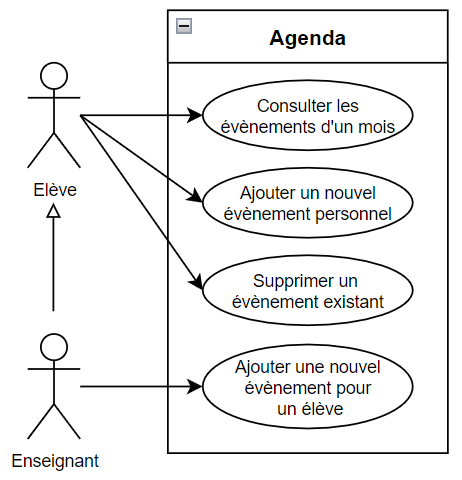 Agenda
Consulter les
évènements d'un mois
Elève
Ajouter un nouvel
évènement personnel
Supprimer un
évènement existant
Ajouter une nouvel
évènement pour
un élève
Enseignant